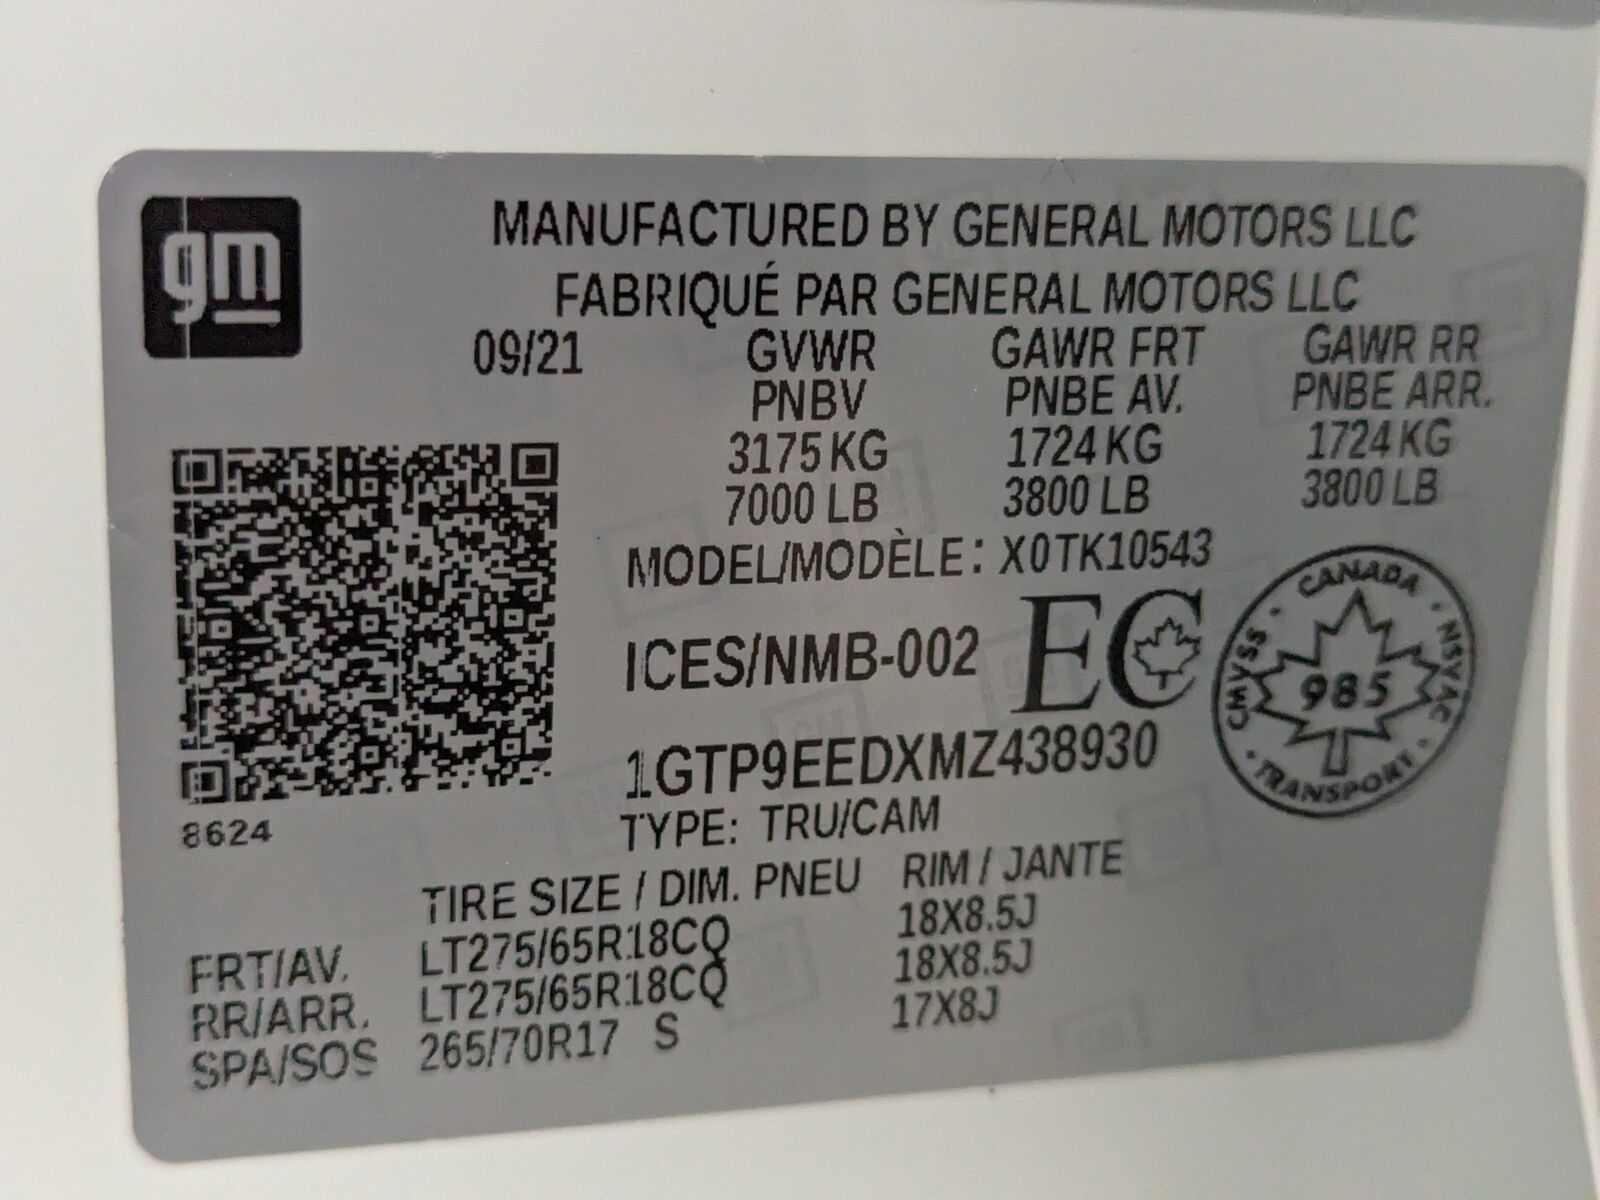 gm
MANUFACTURED BY GENERAL MOTORS LLC
FABRIQUÉ PAR GENERAL MOTORS LLC
09/21 GVWR GAWR FRT GAWR RR
PNBV PNBE AV. PNBE ARR.
3175 KG 1724 KG 1724 KG
7000 LB 3800 LB 3800 LB
MODEL/MODÈLE: X0TK10543
ICES/NMB-002 EC
CANADA
CMVSS 985 NSVAC
TRANSPORT
1GTP9EEDXMZ438930
8624 TYPE: TRU/CAM
TIRE SIZE / DIM. PNEU RIM / JANTE
FRT/AV. LT275/65R18CQ 18X8.5J
RR/ARR. LT275/65R18CQ 18X8.5J
SPA/SOS 265/70R17 S 17X8J